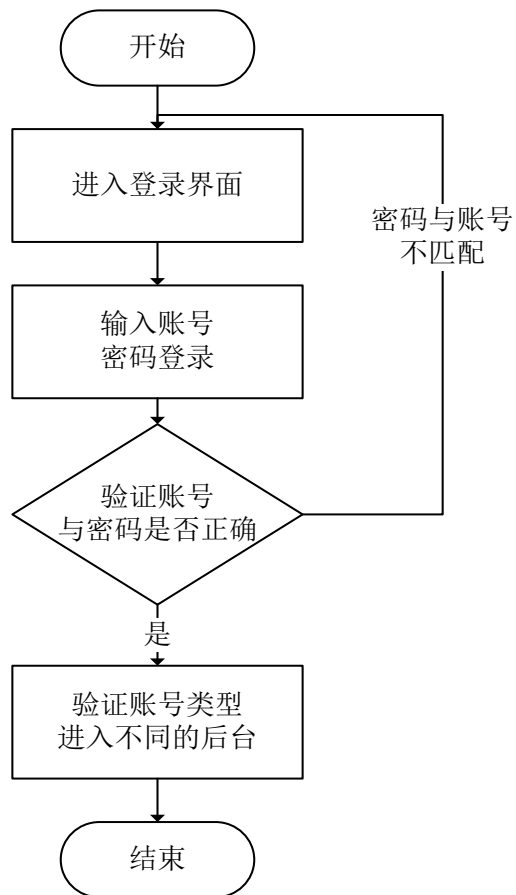 开始
进入登录界面
密码与账号
不匹配
输入账号
密码登录
验证账号
与密码是否正确
是
验证账号类型
进入不同的后台
结束